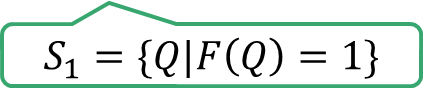 S₁ = {Q|F(Q) = 1}